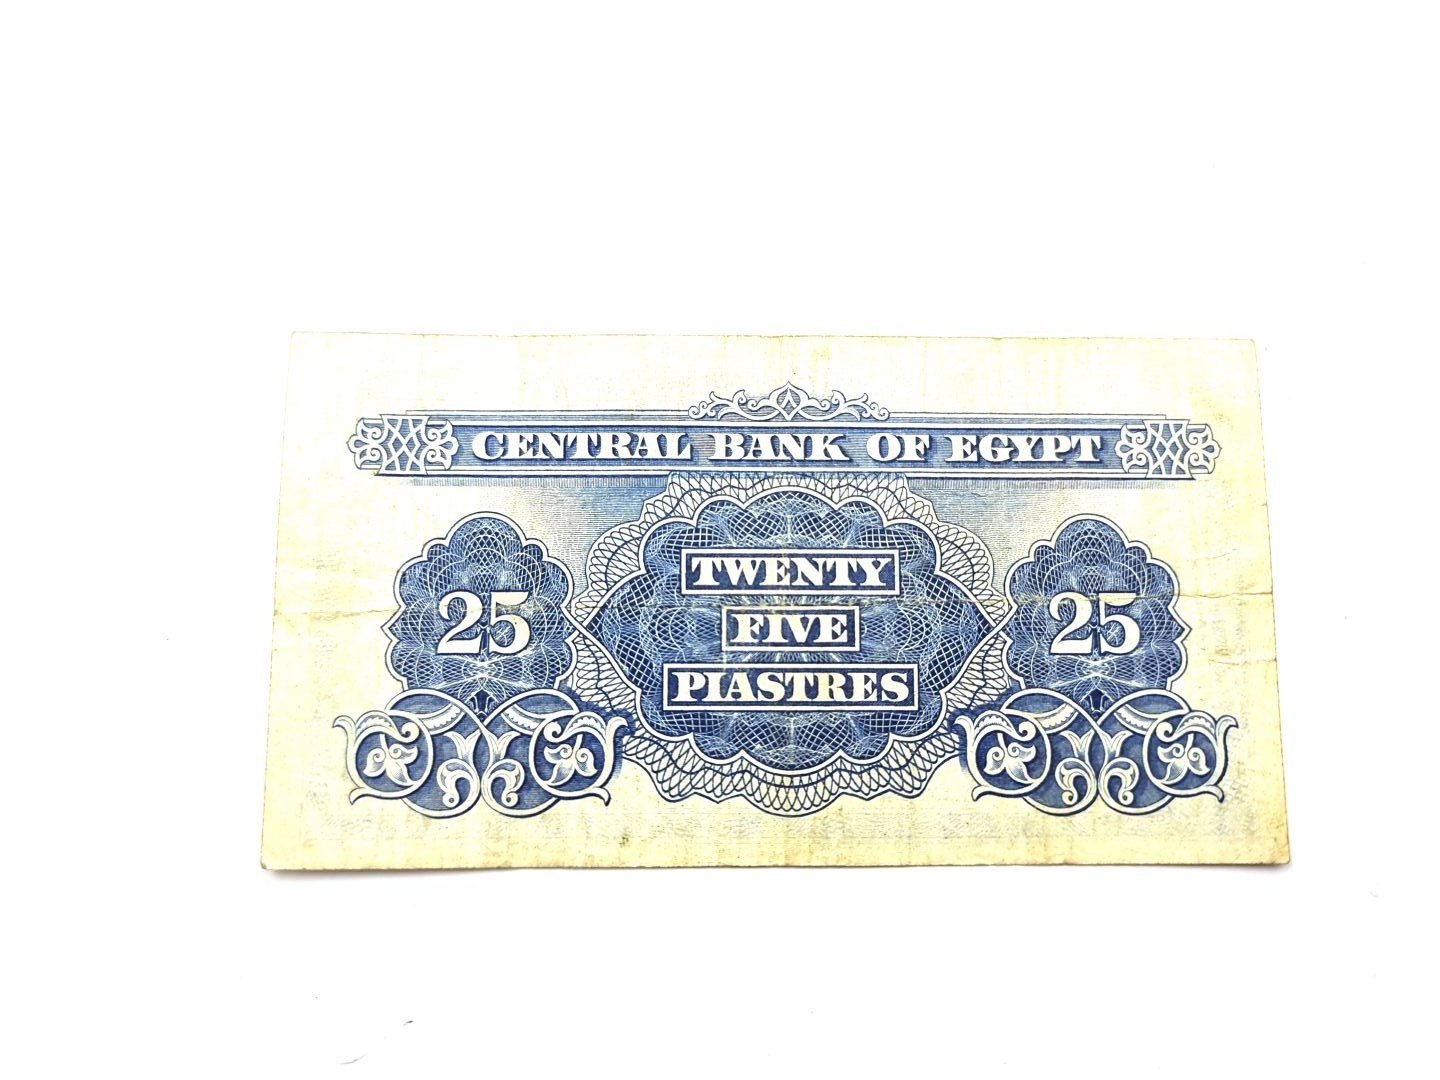 CENTRAL BANK OF EGYPT
25 TWENTY FIVE PIASTRES 25